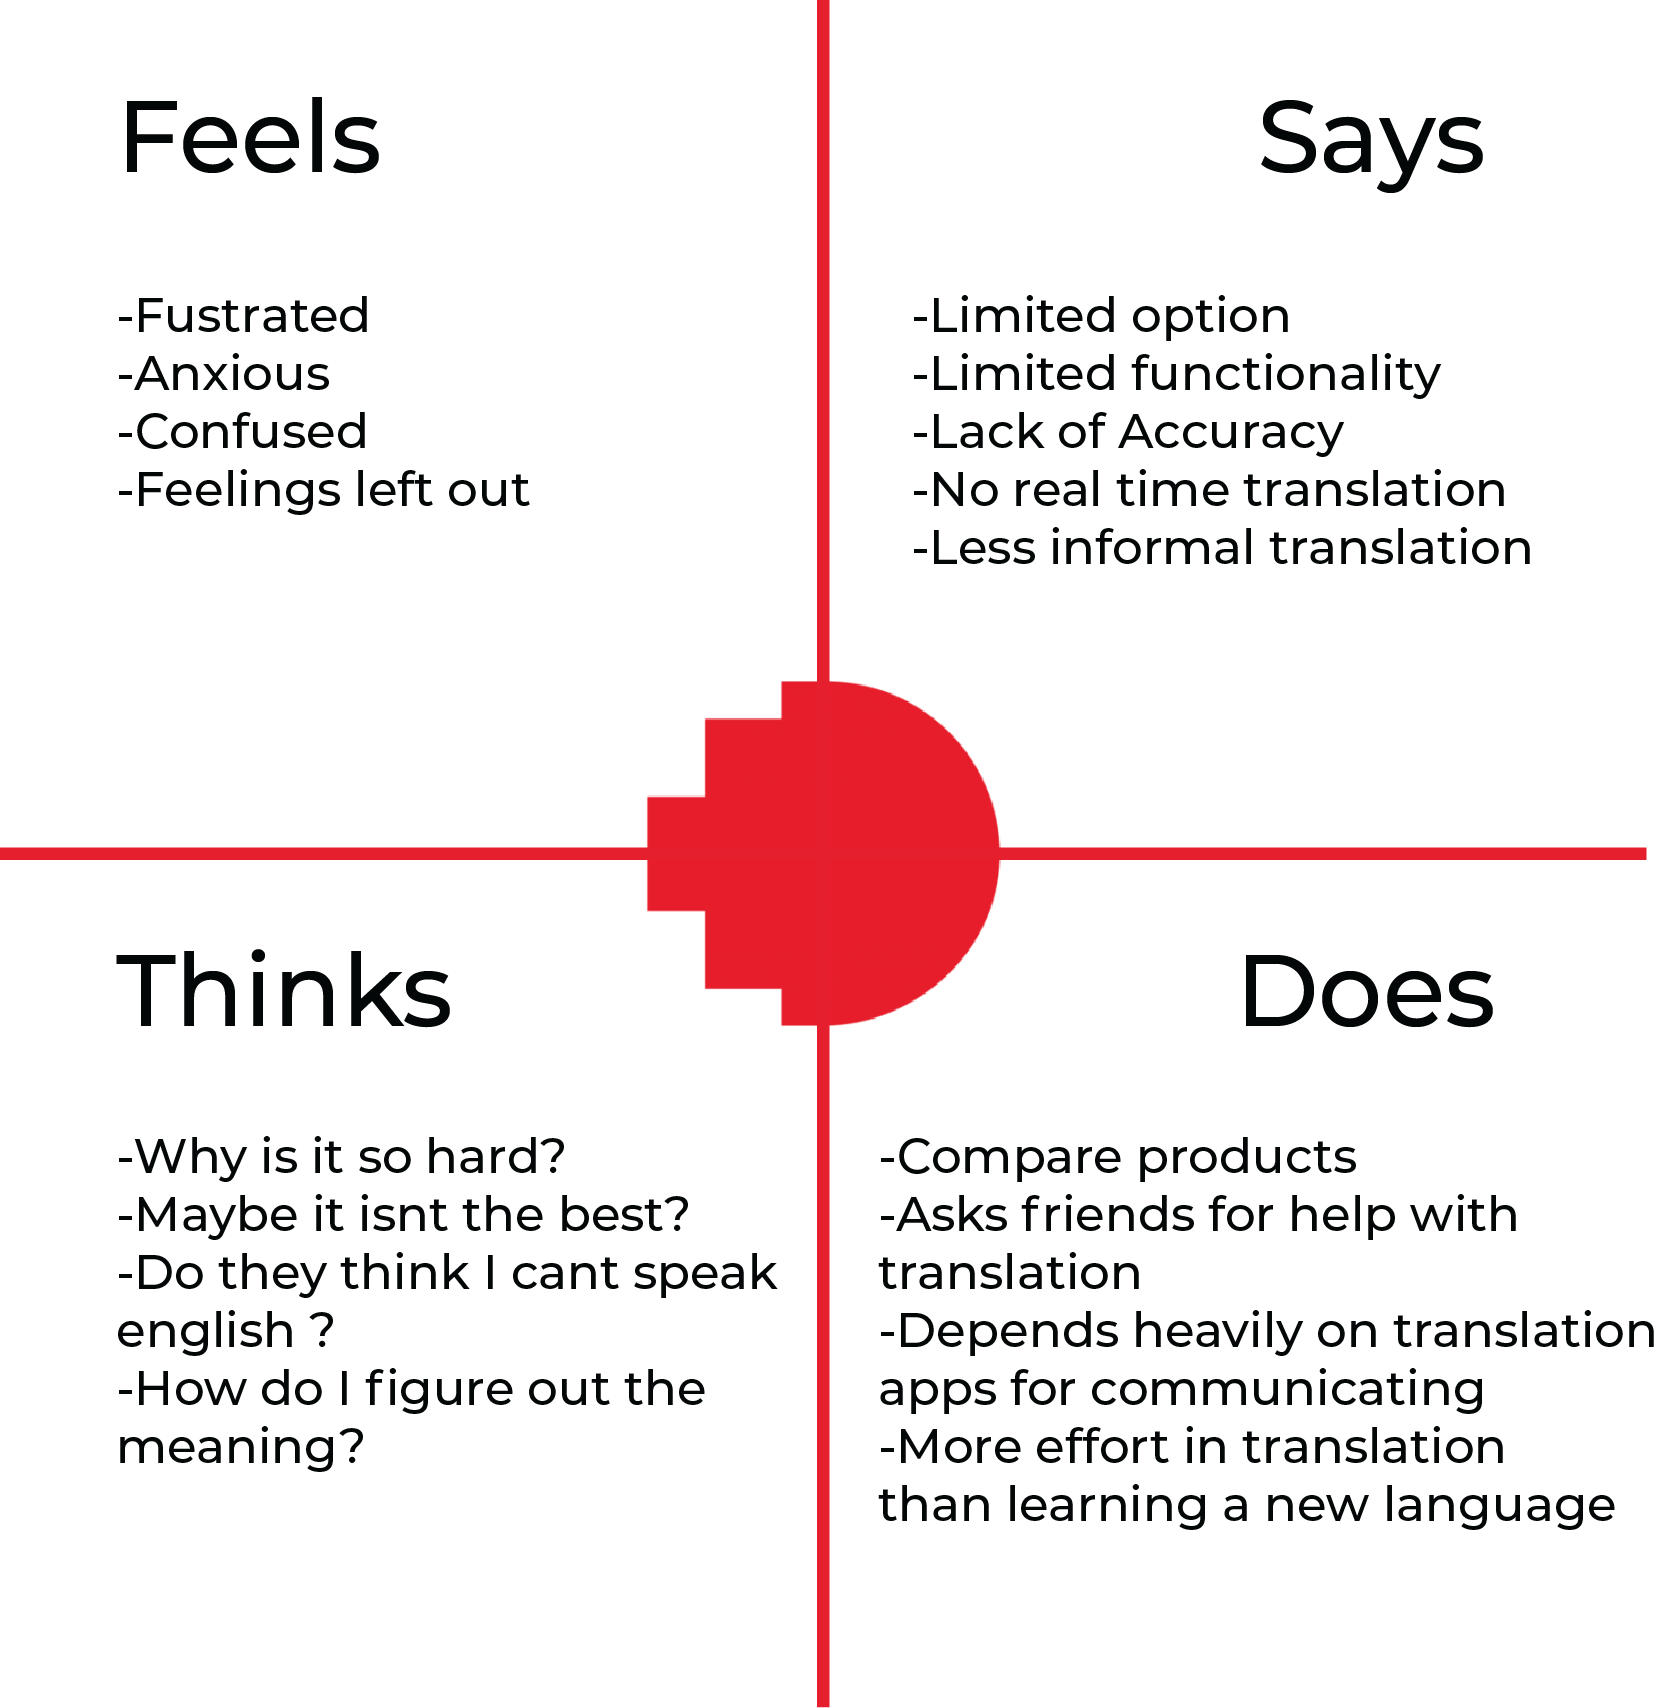 Feels
-Fustrated
-Anxious
-Confused
-Feelings left out
Says
-Limited option
-Limited functionality
-Lack of Accuracy
-No real time translation
-Less informal translation
Thinks
-Why is it so hard?
-Maybe it isnt the best?
-Do they think I cant speak
english ?
-How do I figure out the
meaning?
Does
-Compare products
-Asks friends for help with
translation
-Depends heavily on translation
apps for communicating
-More effort in translation
than learning a new language